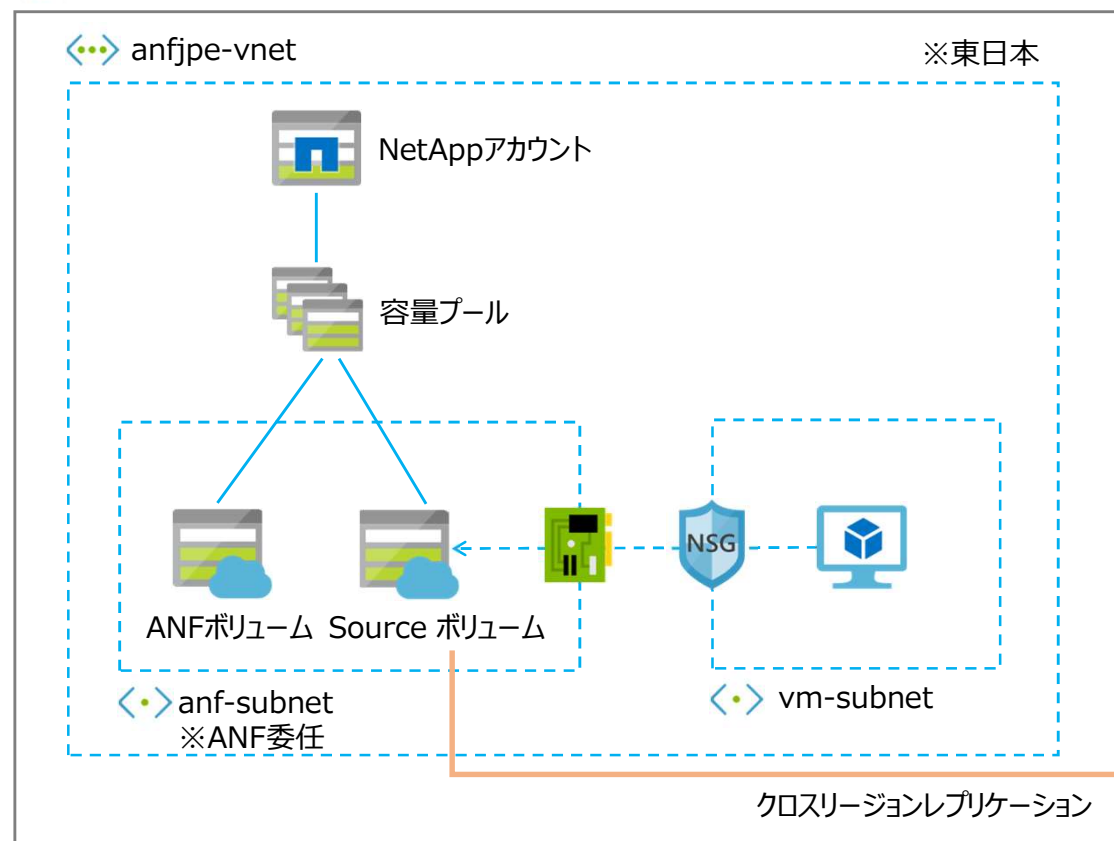 anfjpe-vnet
※東日本
NetAppアカウント
容量プール
NSG
ANFボリューム
Source ボリューム
anf-subnet
※ANF委任
vm-subnet
クロスリージョンレプリケーション